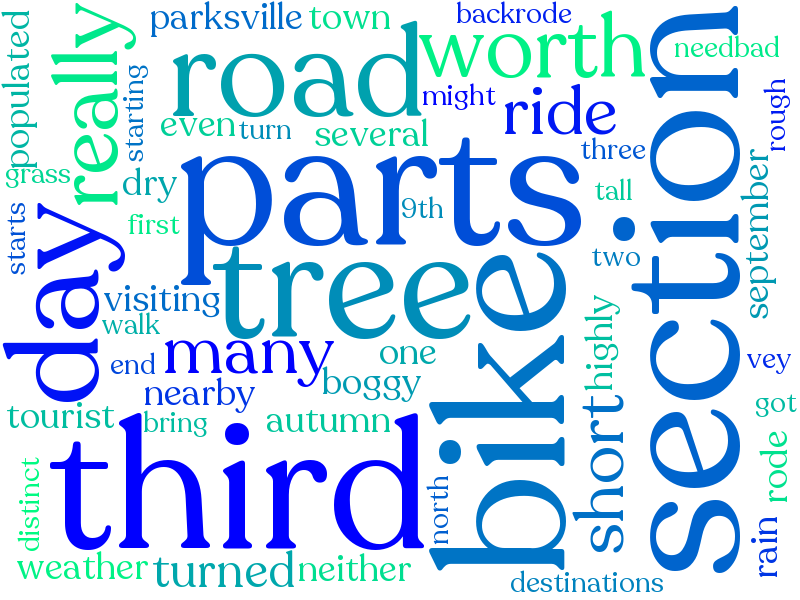 parksville town backrode
populated really road worth needbad
starting might ride rough
even turn several section
grass dry parts three
first 9th tall september
starts day tree two
visiting bike
walk many one highly
end nearby boggy vey
tourist bring autumn short got
third rode
distinct north rain
weather turned neither destinations